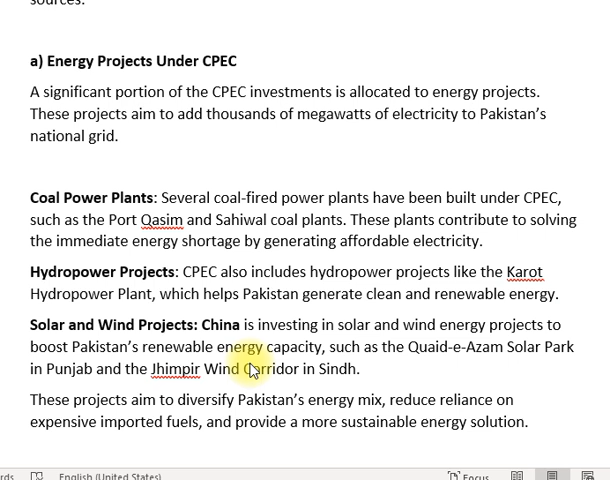 sources.
a) Energy Projects Under CPEC
A significant portion of the CPEC investments is allocated to energy projects.
These projects aim to add thousands of megawatts of electricity to Pakistan’s
national grid.
Coal Power Plants: Several coal-fired power plants have been built under CPEC,
such as the Port Qasim and Sahiwal coal plants. These plants contribute to solving
the immediate energy shortage by generating affordable electricity.
Hydropower Projects: CPEC also includes hydropower projects like the Karot
Hydropower Plant, which helps Pakistan generate clean and renewable energy.
Solar and Wind Projects: China is investing in solar and wind energy projects to
boost Pakistan’s renewable energy capacity, such as the Quaid-e-Azam Solar Park
in Punjab and the Jhimpir Wind Corridor in Sindh.
These projects aim to diversify Pakistan’s energy mix, reduce reliance on
expensive imported fuels, and provide a more sustainable energy solution.
rds English (United States) Focus